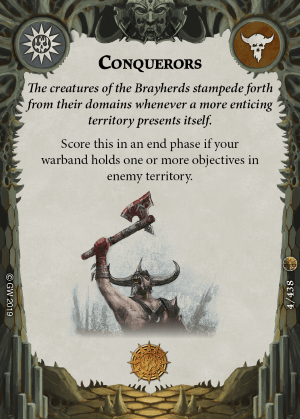 Conquerors
The creatures of the Brayherds stampede forth
from their domains whenever a more enticing
territory presents itself.
Score this in an end phase if your
warband holds one or more objectives in
enemy territory.
© GW 2019
4/438